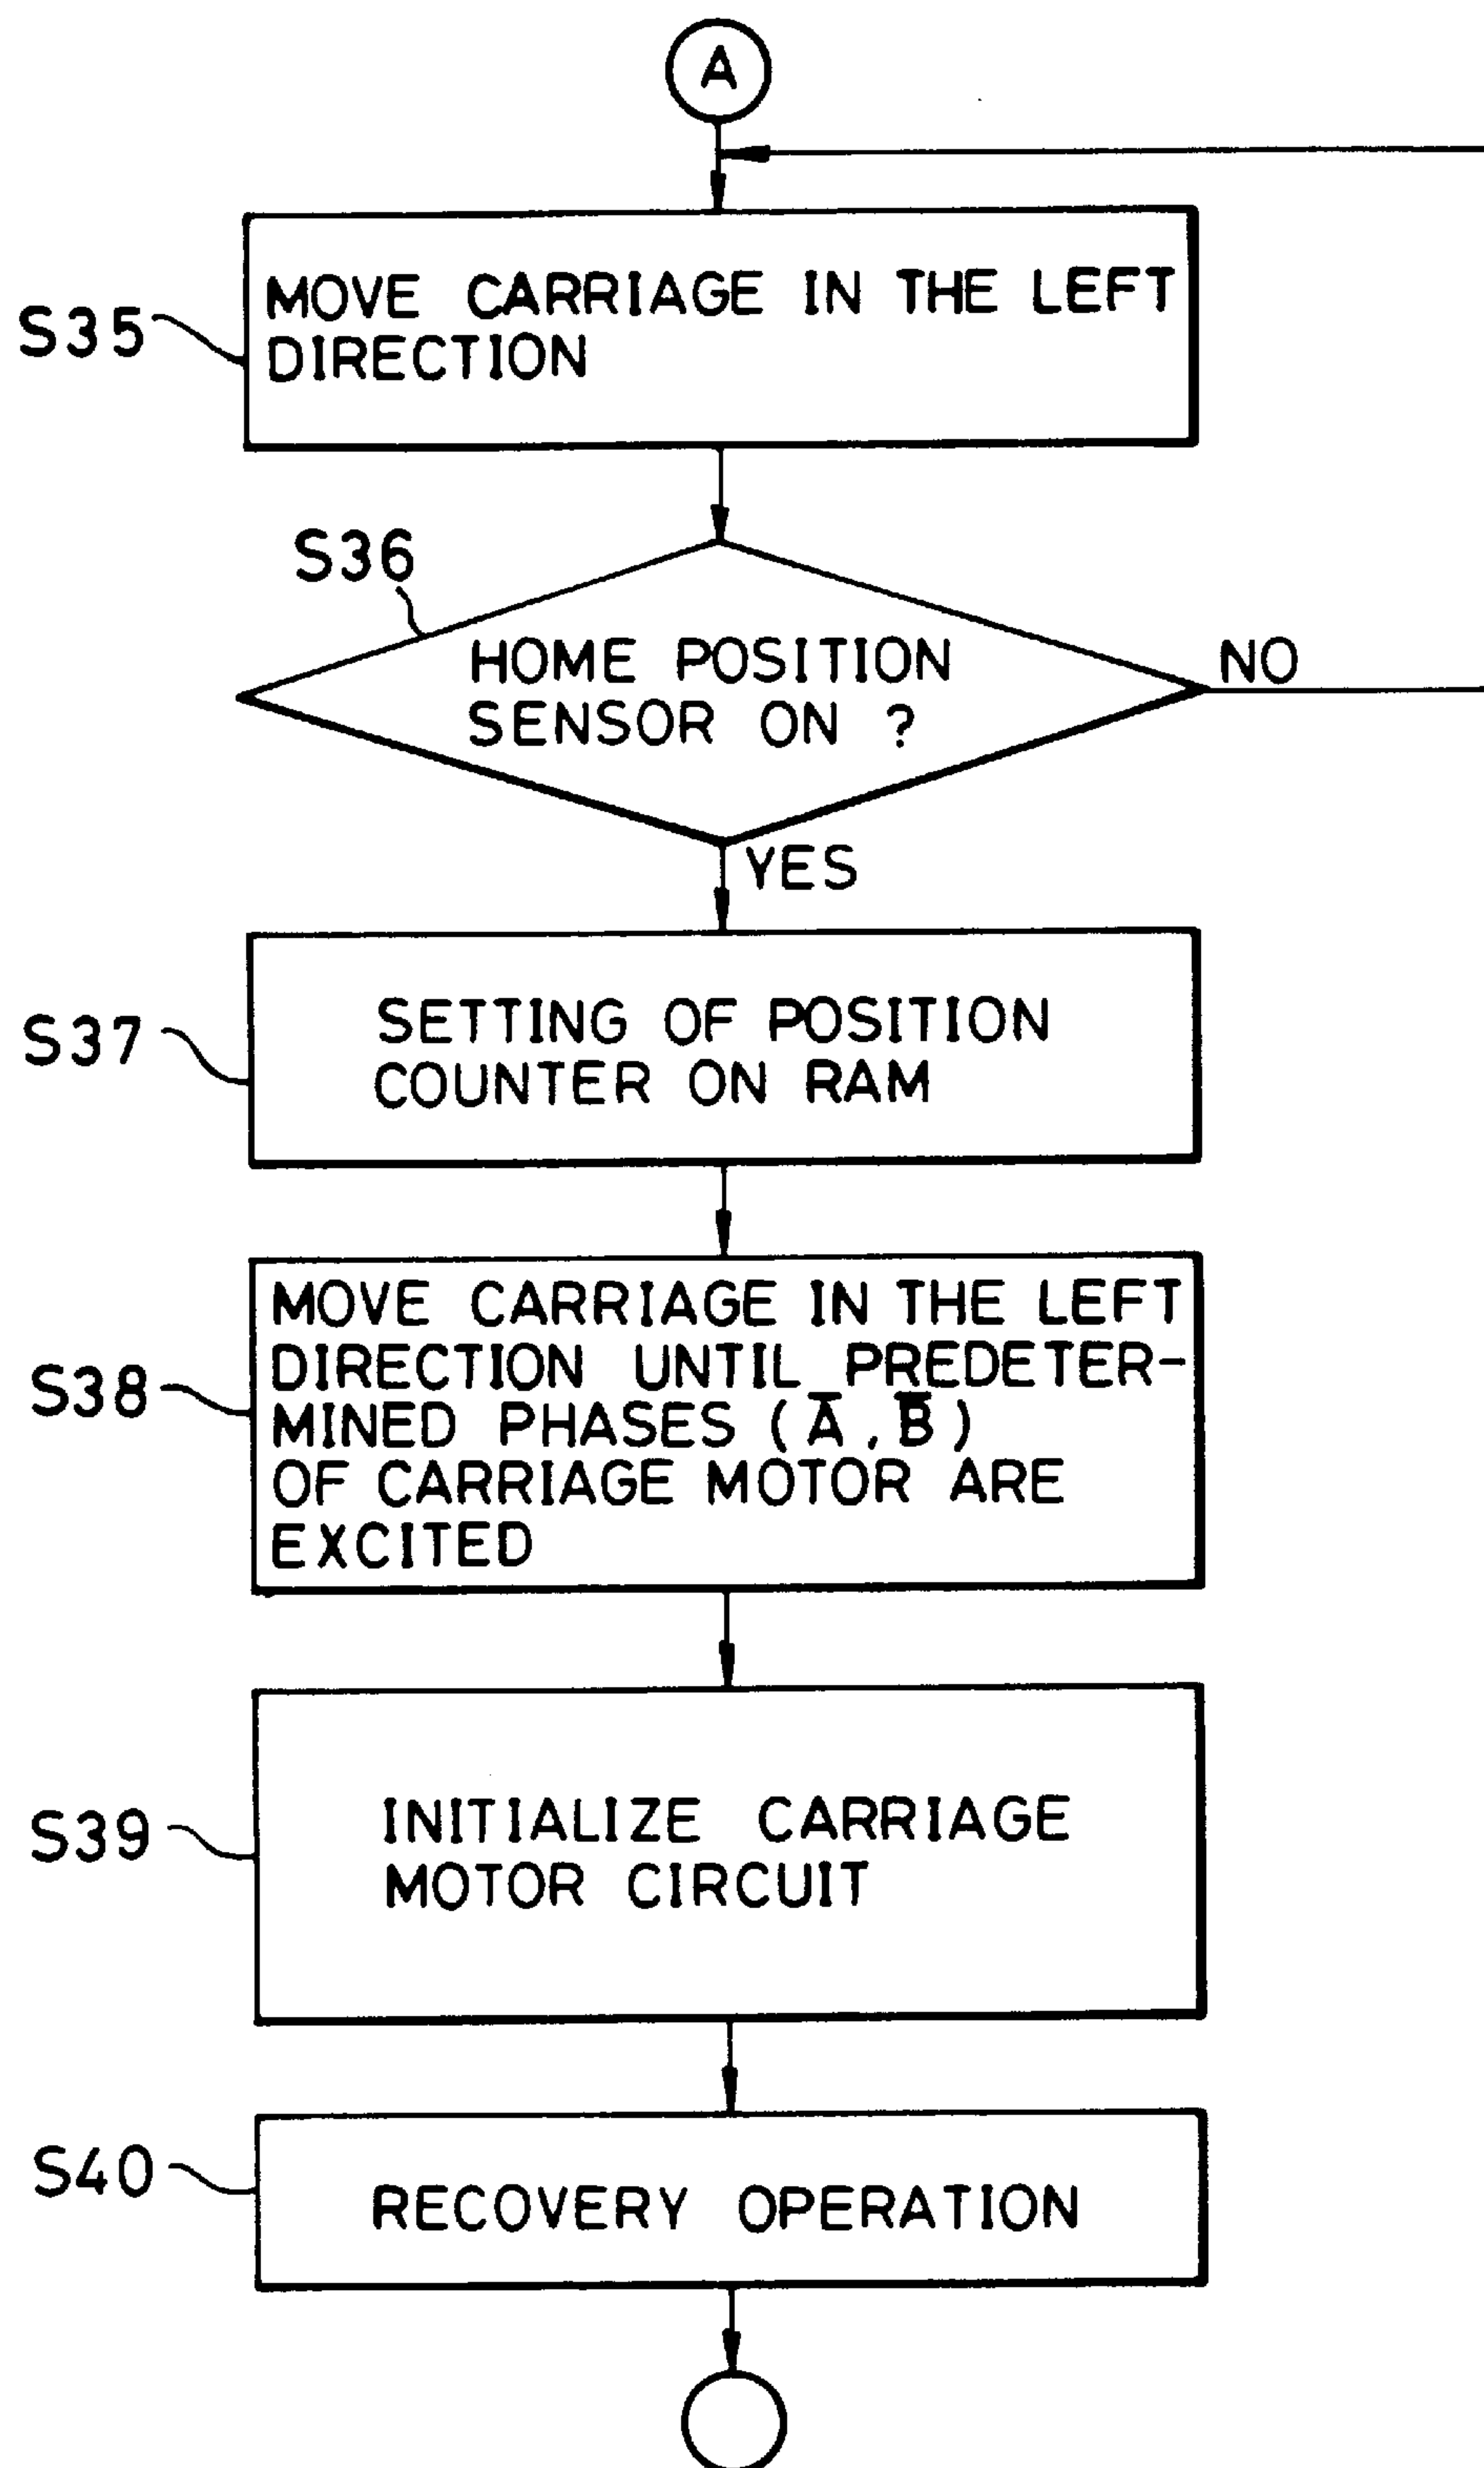 A
S35
MOVE CARRIAGE IN THE LEFT
DIRECTION
S36
HOME POSITION
SENSOR ON ?
NO
YES
S37
SETTING OF POSITION
COUNTER ON RAM
S38
MOVE CARRIAGE IN THE LEFT
DIRECTION UNTIL PREDETER-
MINED PHASES (A̅, B̅)
OF CARRIAGE MOTOR ARE
EXCITED
S39
INITIALIZE CARRIAGE
MOTOR CIRCUIT
S40
RECOVERY OPERATION